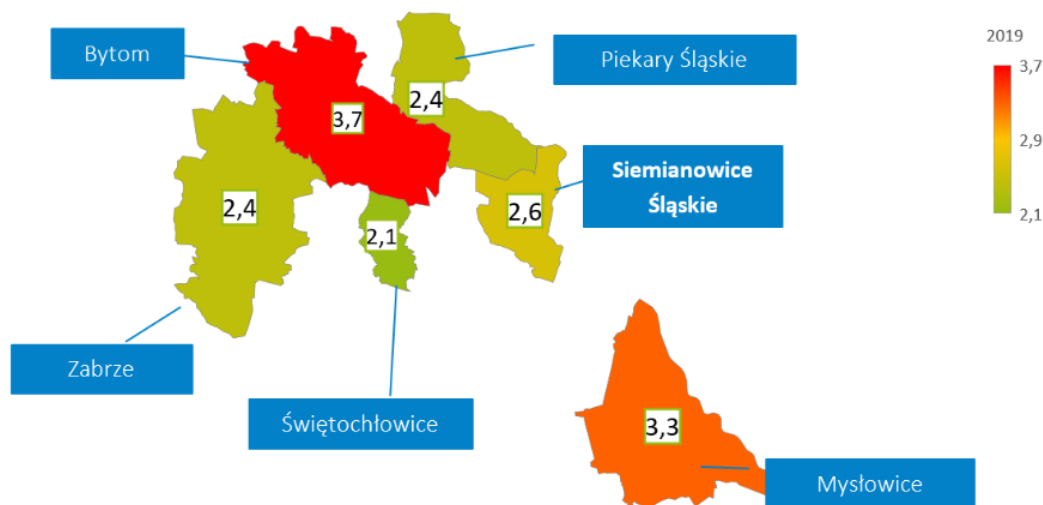 2019
Bytom
Piekary Śląskie
3,7
2,4
3,7
2,9
Siemianowice
Śląskie
2,4
2,6
2,1
2,1
Zabrze
Świętochłowice
3,3
Mysłowice